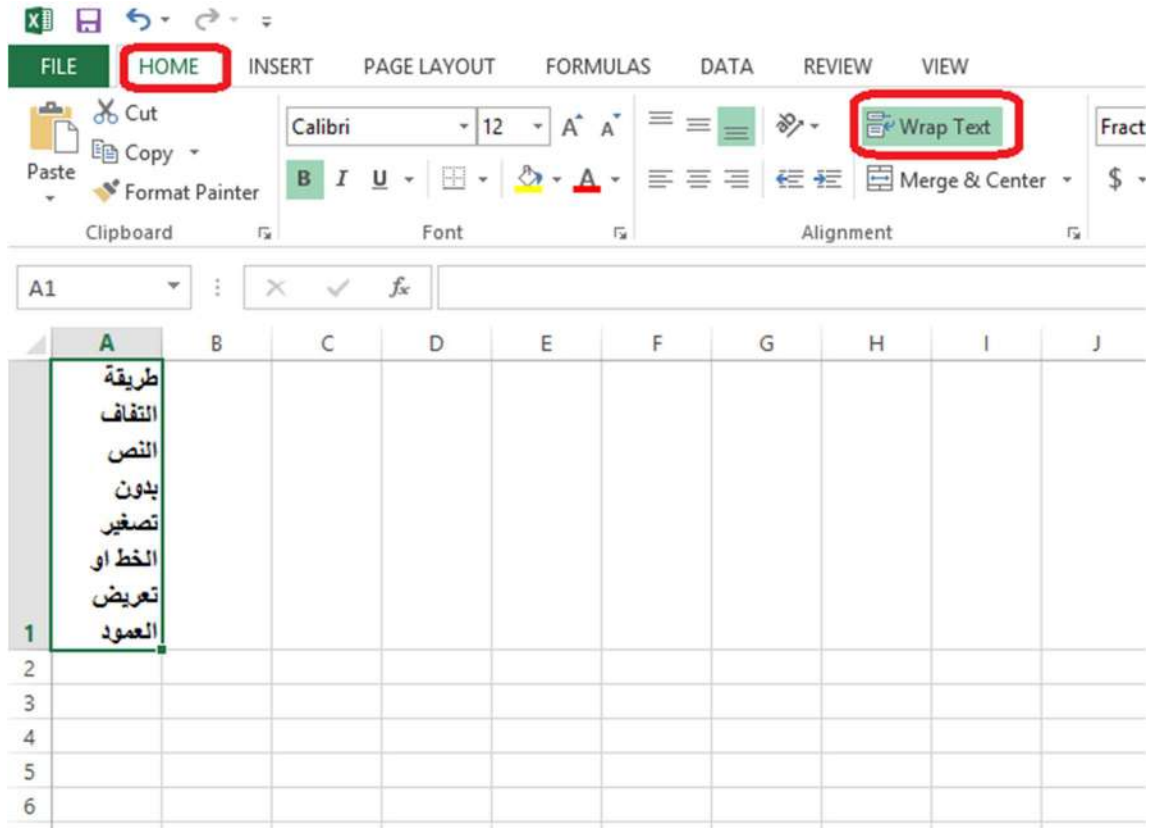 FILE HOME INSERT PAGE LAYOUT FORMULAS DATA REVIEW VIEW
Cut
Copy
Format Painter
Paste
Clipboard
Calibri 12 A A
B I U A
Font
Wrap Text
Merge & Center
Alignment
Fract
$
A1 fx
A B C D E F G H I J
1
طريقة
التفاف
النص
بدون
تصغير
الخط او
تعريض
العمود
2
3
4
5
6